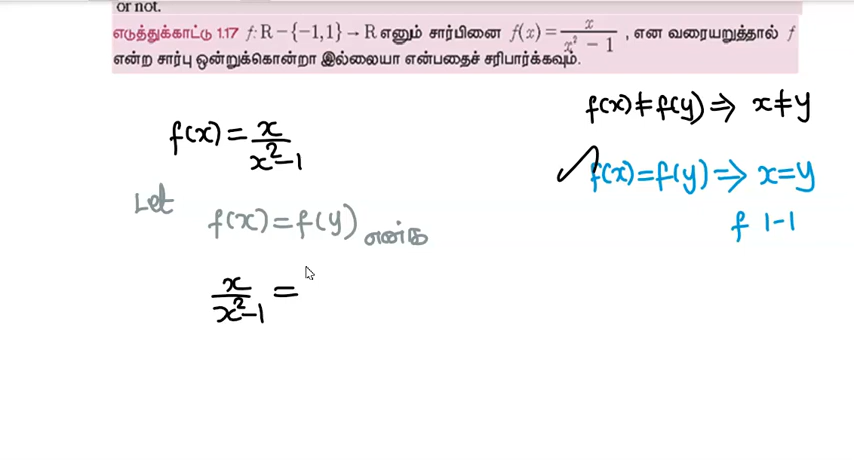 or not.
எடுத்துக்காட்டு 1.17 f: R – {–1,1} → R எனும் சார்பினை f(x) = x / (x² – 1) , என வரையறுத்தால் f
என்ற சார்பு ஒன்றுக்கொன்றா இல்லையா என்பதைச் சரிபார்க்கவும்.
f(x) ≠ f(y) ⇒ x ≠ y
f(x) = x / (x² – 1)
f(x) = f(y) ⇒ x = y
Let
f(x) = f(y) என்க
f 1–1
x / (x² – 1) =